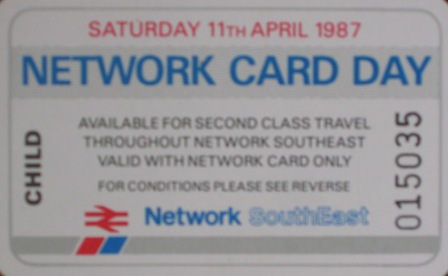 SATURDAY 11TH APRIL 1987
NETWORK CARD DAY
AVAILABLE FOR SECOND CLASS TRAVEL
THROUGHOUT NETWORK SOUTHEAST
VALID WITH NETWORK CARD ONLY
FOR CONDITIONS PLEASE SEE REVERSE
Network SouthEast
CHILD
015035